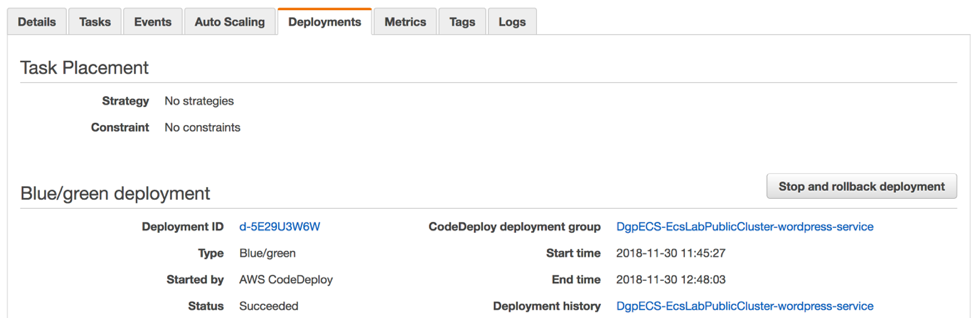 Details Tasks Events Auto Scaling Deployments Metrics Tags Logs
Task Placement
Strategy No strategies
Constraint No constraints
Blue/green deployment Stop and rollback deployment
Deployment ID d-5E29U3W6W CodeDeploy deployment group DgpECS-EcsLabPublicCluster-wordpress-service
Type Blue/green Start time 2018-11-30 11:45:27
Started by AWS CodeDeploy End time 2018-11-30 12:48:03
Status Succeeded Deployment history DgpECS-EcsLabPublicCluster-wordpress-service